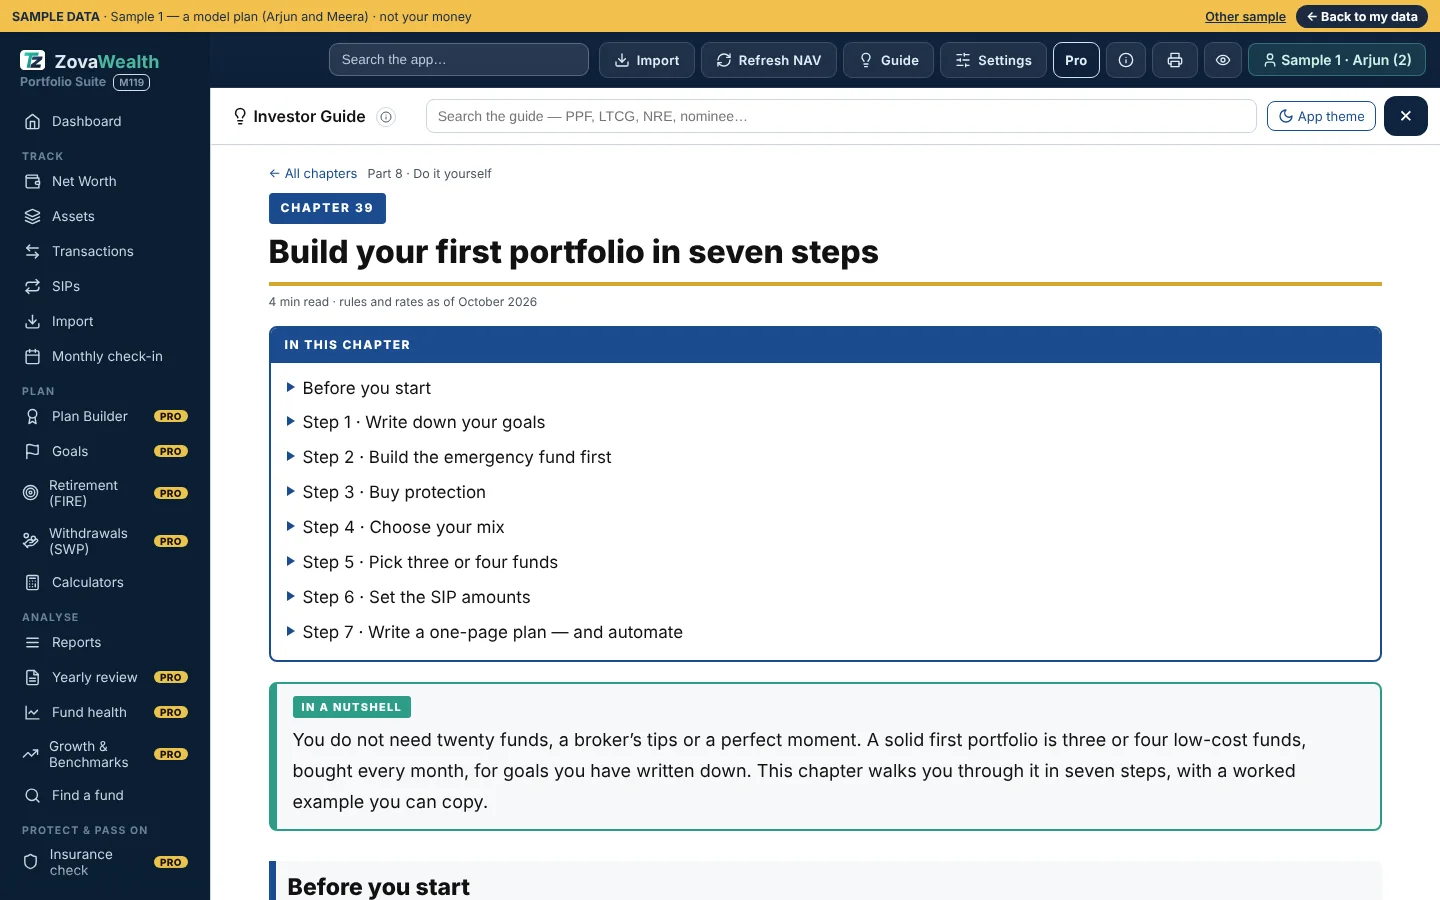 SAMPLE DATA · Sample 1 — a model plan (Arjun and Meera) · not your money
Other sample
← Back to my data
TZ ZovaWealth
Portfolio Suite M119
Search the app…
Import
Refresh NAV
Guide
Settings
Pro
Sample 1 · Arjun (2)
Dashboard
TRACK
Net Worth
Assets
Transactions
SIPs
Import
Monthly check-in
PLAN
Plan Builder PRO
Goals PRO
Retirement (FIRE) PRO
Withdrawals (SWP) PRO
Calculators
ANALYSE
Reports
Yearly review PRO
Fund health PRO
Growth & Benchmarks PRO
Find a fund
PROTECT & PASS ON
Insurance check PRO
Investor Guide
Search the guide — PPF, LTCG, NRE, nominee…
App theme
← All chapters Part 8 · Do it yourself
CHAPTER 39
Build your first portfolio in seven steps
4 min read · rules and rates as of October 2026
IN THIS CHAPTER
Before you start
Step 1 · Write down your goals
Step 2 · Build the emergency fund first
Step 3 · Buy protection
Step 4 · Choose your mix
Step 5 · Pick three or four funds
Step 6 · Set the SIP amounts
Step 7 · Write a one-page plan — and automate
IN A NUTSHELL
You do not need twenty funds, a broker’s tips or a perfect moment. A solid first portfolio is three or four low-cost funds,
bought every month, for goals you have written down. This chapter walks you through it in seven steps, with a worked
example you can copy.
Before you start